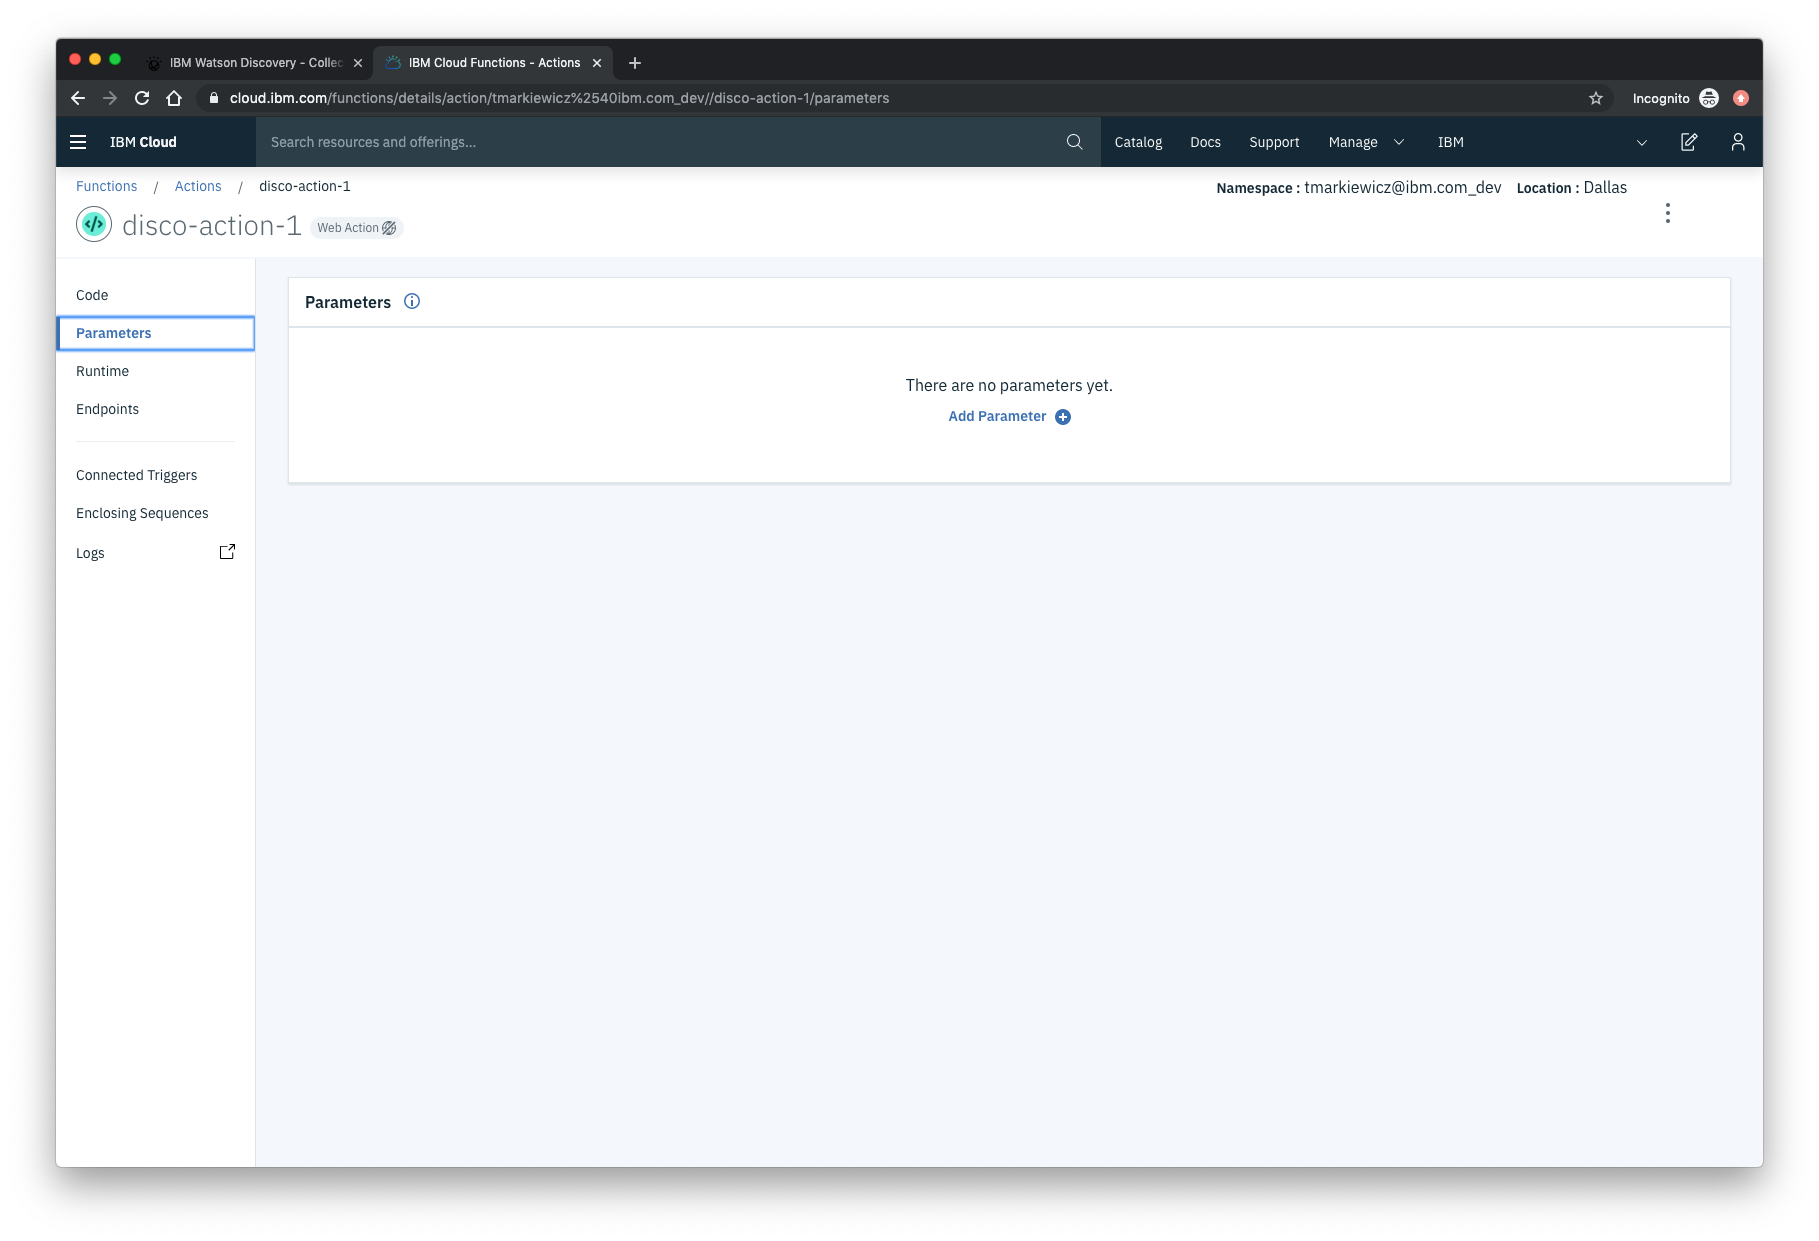 IBM Watson Discovery - Collec
IBM Cloud Functions - Actions
cloud.ibm.com/functions/details/action/tmarkiewicz%2540ibm.com_dev//disco-action-1/parameters
Incognito
IBM Cloud
Search resources and offerings...
Catalog
Docs
Support
Manage
IBM
Functions / Actions / disco-action-1
Namespace : tmarkiewicz@ibm.com_dev Location : Dallas
disco-action-1
Web Action
Code
Parameters
Runtime
Endpoints
Connected Triggers
Enclosing Sequences
Logs
Parameters
There are no parameters yet.
Add Parameter